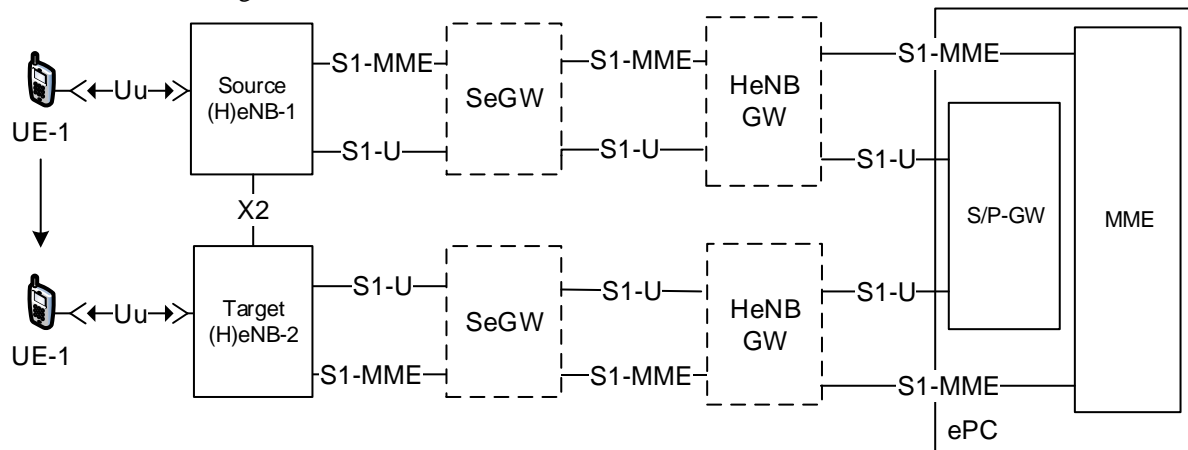 S1-MME
S1-MME
S1-MME
Uu
Source
(H)eNB-1
SeGW
HeNB
GW
UE-1
S1-U
S1-U
S1-U
X2
S/P-GW
MME
UE-1
Uu
Target
(H)eNB-2
S1-U
S1-U
S1-U
SeGW
HeNB
GW
S1-MME
S1-MME
S1-MME
ePC